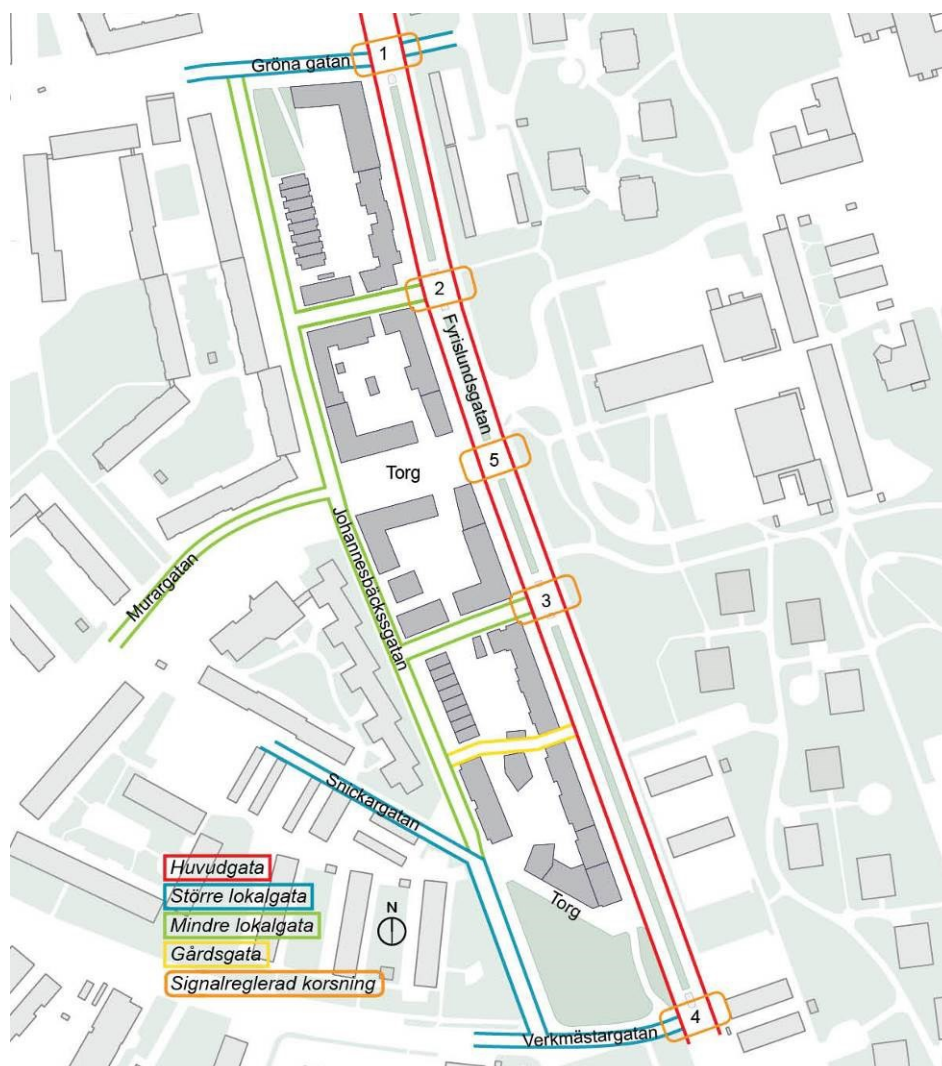 1
Gröna gatan
2
Fyrislundsgatan
5
Torg
Johannesbäckssgatan
Murargatan
3
Snickargatan
Huvudgata
Större lokalgata
Mindre lokalgata
Gårdsgata
Signalreglerad korsning
N
Torg
4
Verkmästargatan